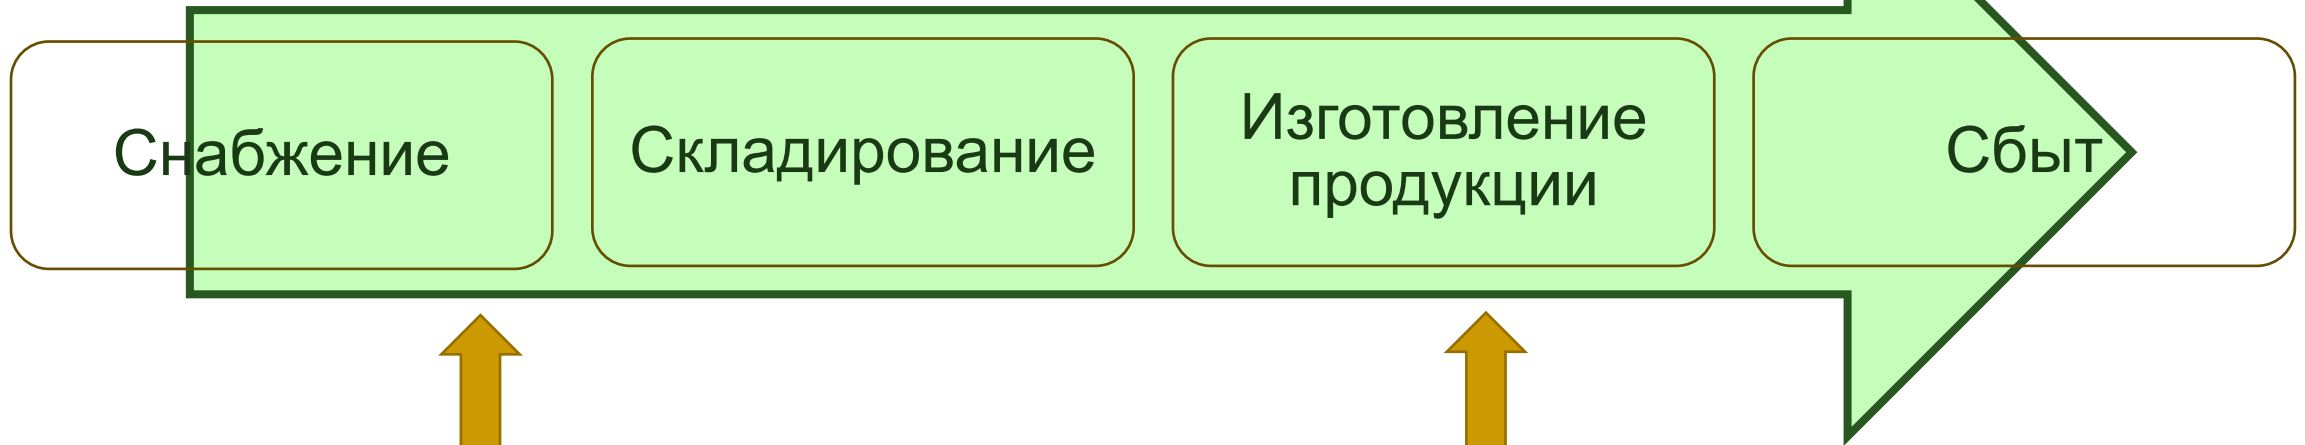 Снабжение
Складирование
Изготовление
продукции
Сбыт